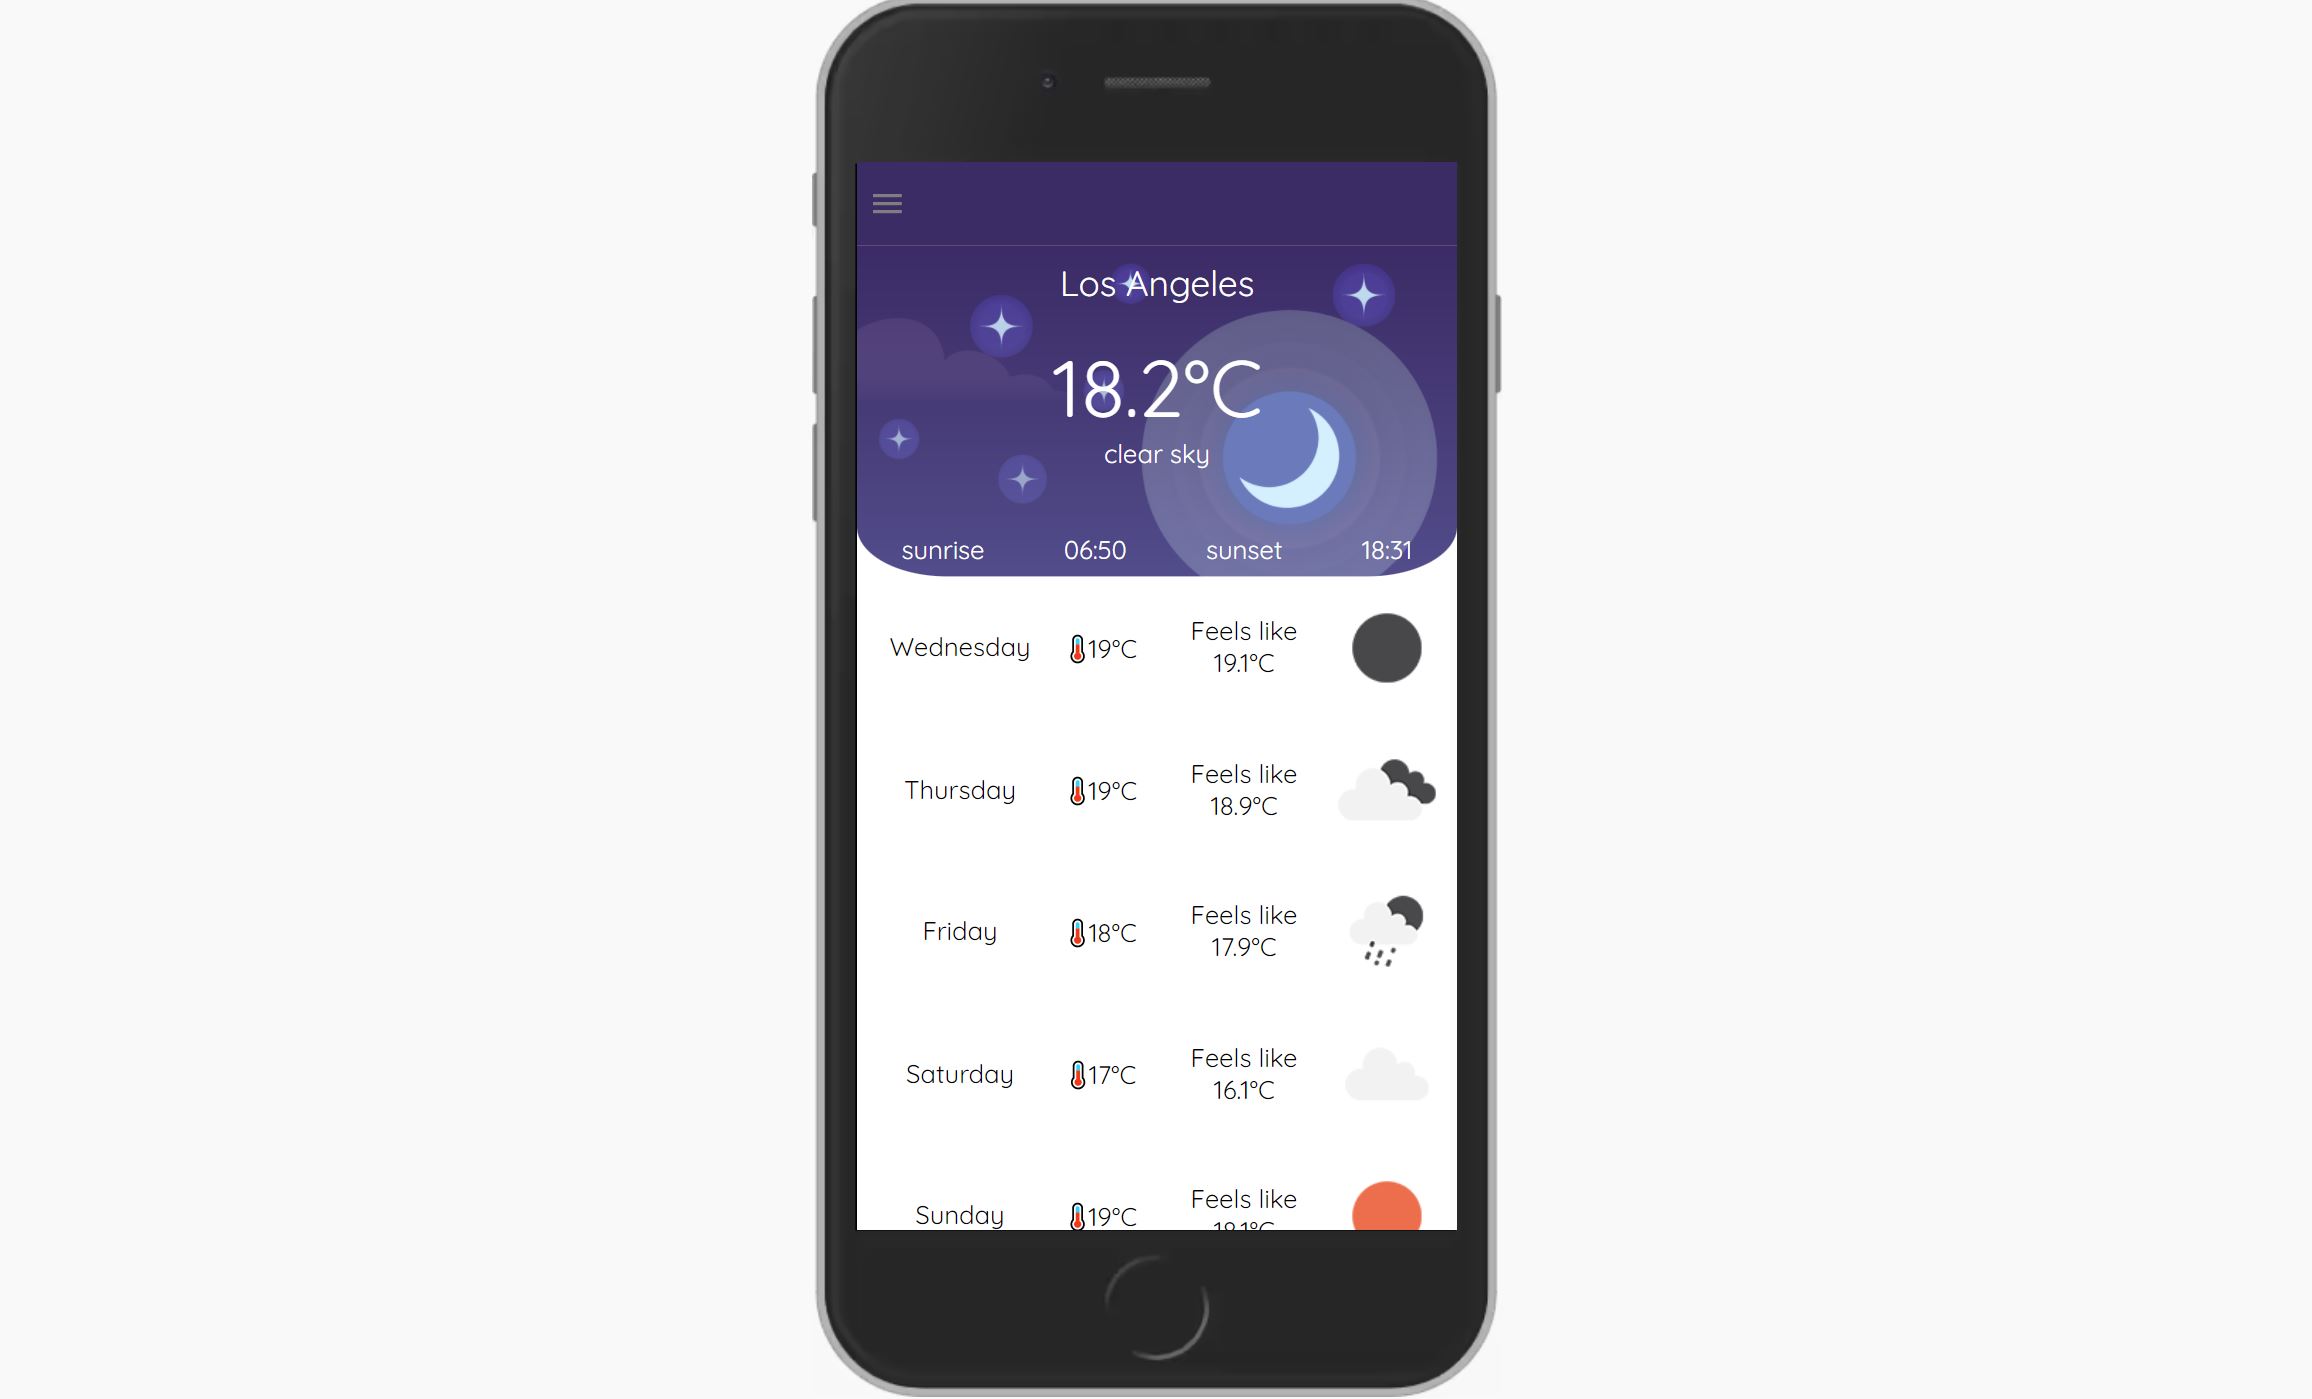 Los Angeles
18.2°C
clear sky
sunrise 06:50 sunset 18:31
Wednesday 19°C Feels like 19.1°C
Thursday 19°C Feels like 18.9°C
Friday 18°C Feels like 17.9°C
Saturday 17°C Feels like 16.1°C
Sunday 19°C Feels like